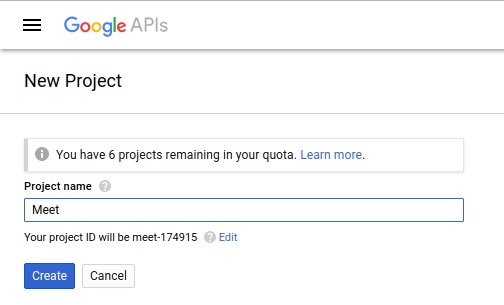 Google APIs
New Project
You have 6 projects remaining in your quota. Learn more.
Project name
Meet
Your project ID will be meet-174915 Edit
Create Cancel